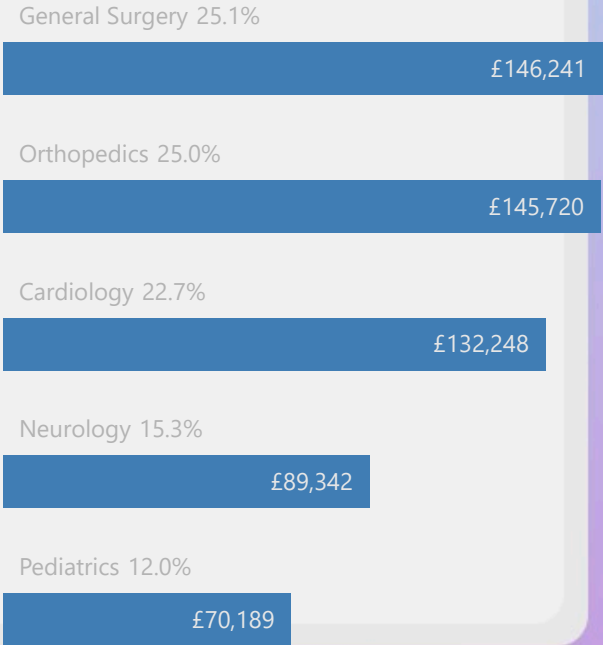 General Surgery 25.1%
£146,241
Orthopedics 25.0%
£145,720
Cardiology 22.7%
£132,248
Neurology 15.3%
£89,342
Pediatrics 12.0%
£70,189